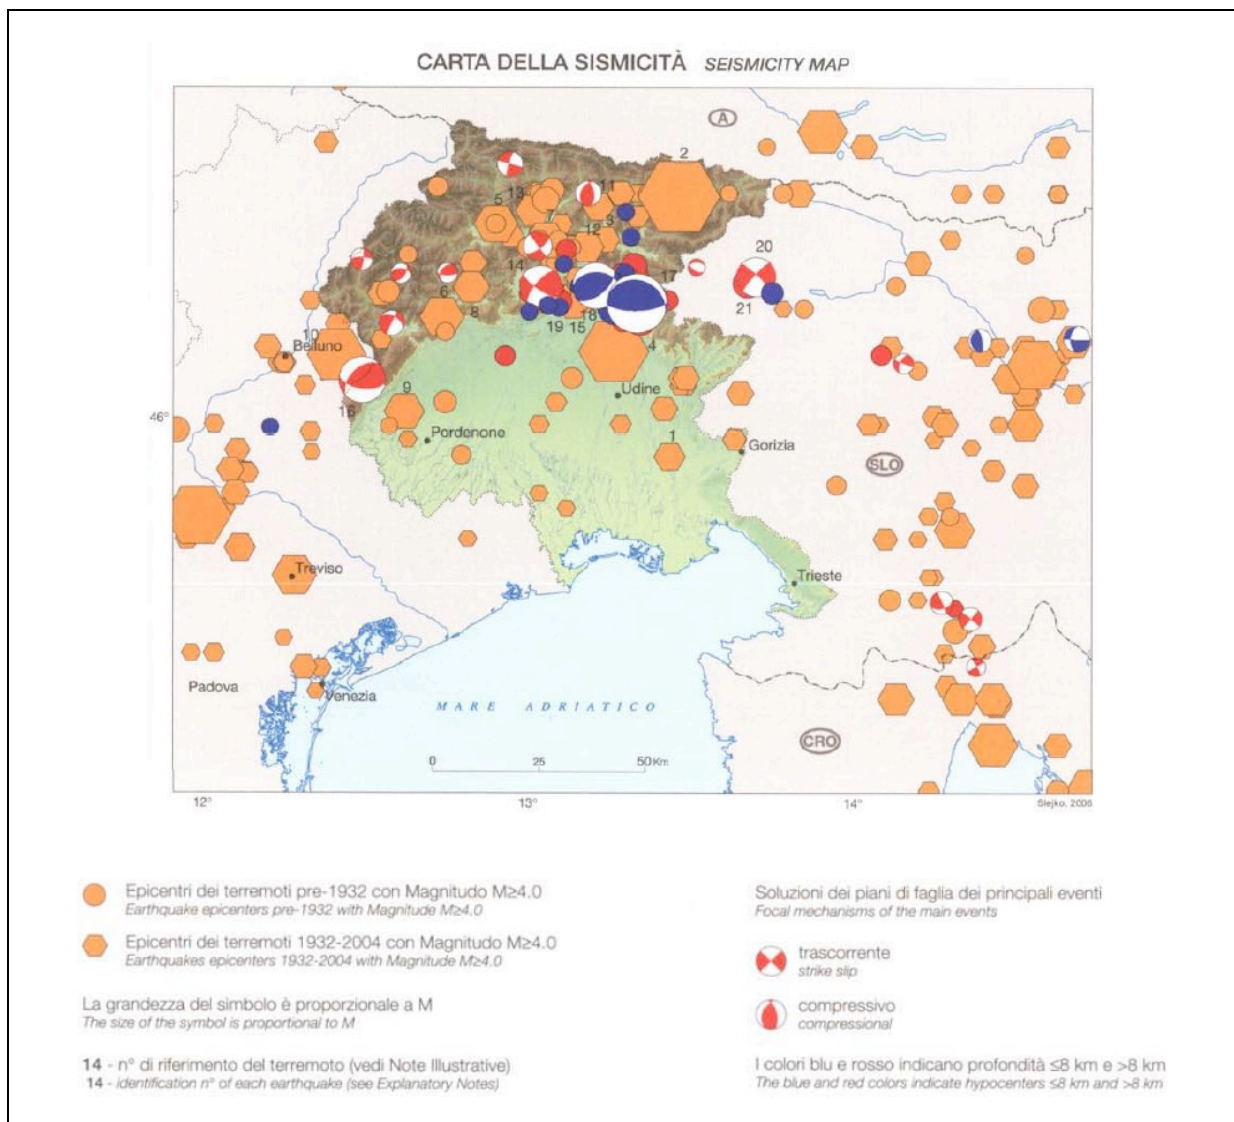 CARTA DELLA SISMICITÀ SEISMICITY MAP
A
2
13
11
5
7
3
12
20
14
17
6
21
8
18
19
15
10
4
Belluno
16
9
Udine
46°
Pordenone
1
Gorizia
SLO
Treviso
Trieste
Padova
Venezia
MARE ADRIATICO
CRO
0 25 50 Km
12° 13° 14°
Slejko, 2006
Epicentri dei terremoti pre-1932 con Magnitudo M≥4.0
Earthquake epicenters pre-1932 with Magnitude M≥4.0
Epicentri dei terremoti 1932-2004 con Magnitudo M≥4.0
Earthquakes epicenters 1932-2004 with Magnitude M≥4.0
La grandezza del simbolo è proporzionale a M
The size of the symbol is proportional to M
14 - n° di riferimento del terremoto (vedi Note Illustrative)
14 - identification n° of each earthquake (see Explanatory Notes)
Soluzioni dei piani di faglia dei principali eventi
Focal mechanisms of the main events
trascorrente
strike slip
compressivo
compressional
I colori blu e rosso indicano profondità ≤8 km e >8 km
The blue and red colors indicate hypocenters ≤8 km and >8 km